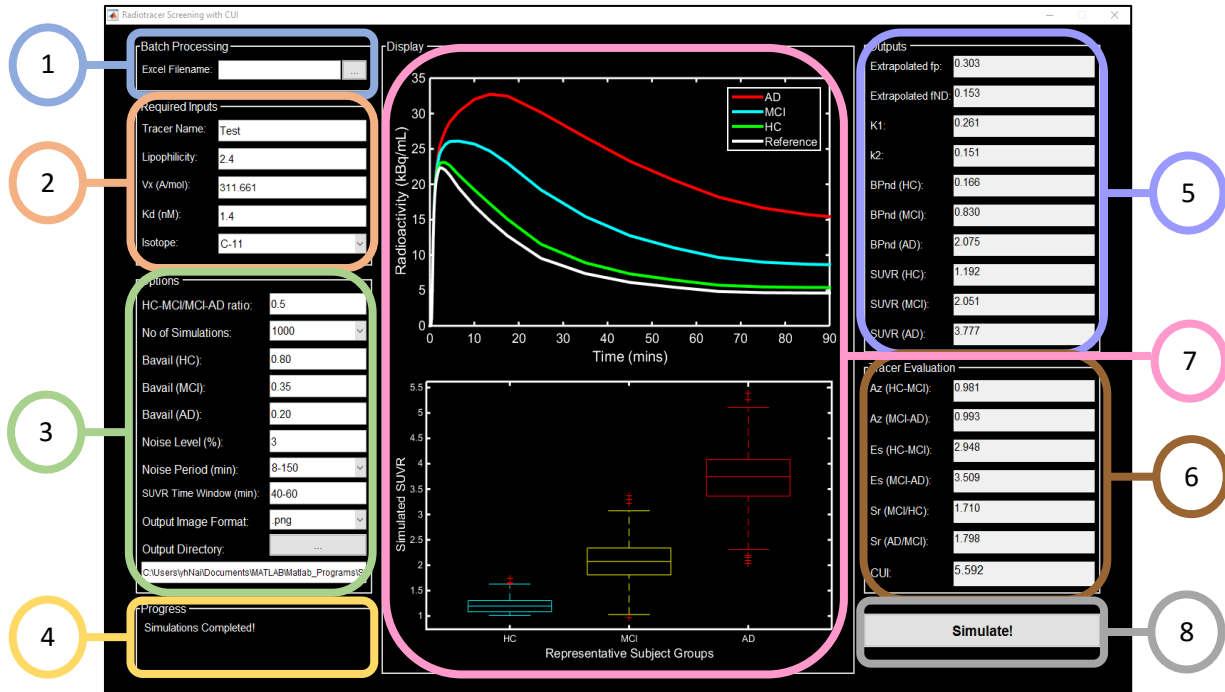 Radiotracer Screening with CUI
1
Batch Processing
Excel Filename:
...
2
Required Inputs
Tracer Name: Test
Lipophilicity: 2.4
Vx (A/mol): 311.661
Kd (nM): 1.4
Isotope: C-11
3
Options
HC-MCI/MCI-AD ratio: 0.5
No of Simulations: 1000
Bavail (HC): 0.80
Bavail (MCI): 0.35
Bavail (AD): 0.20
Noise Level (%): 3
Noise Period (min): 8-150
SUVR Time Window (min): 40-60
Output Image Format: .png
Output Directory: ...
C:\Users\yhNai\Documents\MATLAB\Matlab_Programs\S
4
Progress
Simulations Completed!
Display
Radioactivity (kBq/mL)
35
30
25
20
15
10
5
0
AD
MCI
HC
Reference
0 10 20 30 40 50 60 70 80 90
Time (mins)
Simulated SUVR
5.5
5
4.5
4
3.5
3
2.5
2
1.5
1
HC MCI AD
Representative Subject Groups
5
Outputs
Extrapolated fp: 0.303
Extrapolated fND: 0.153
K1: 0.261
k2: 0.151
BPnd (HC): 0.166
BPnd (MCI): 0.830
BPnd (AD): 2.075
SUVR (HC): 1.192
SUVR (MCI): 2.051
SUVR (AD): 3.777
7
Tracer Evaluation
Az (HC-MCI): 0.981
Az (MCI-AD): 0.993
Es (HC-MCI): 2.948
Es (MCI-AD): 3.509
Sr (MCI/HC): 1.710
Sr (AD/MCI): 1.798
CUI: 5.592
6
Simulate!
8